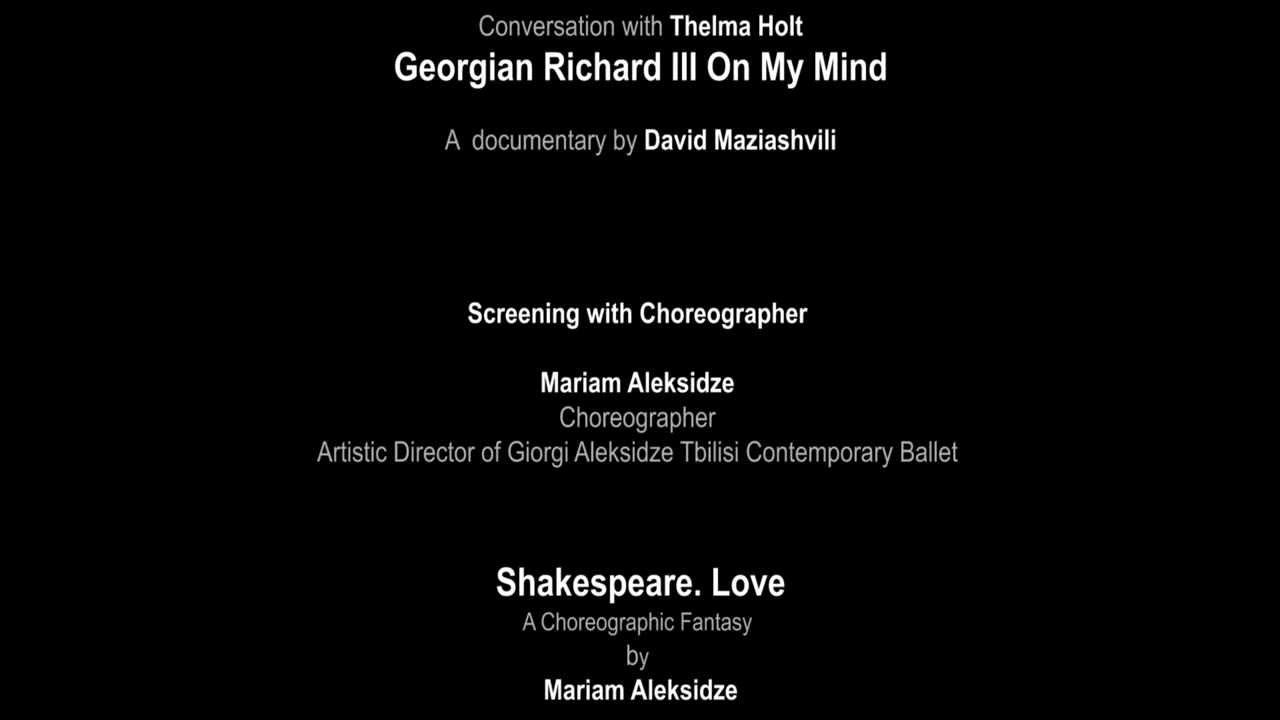 Conversation with Thelma Holt
Georgian Richard III On My Mind
A documentary by David Maziashvili
Screening with Choreographer
Mariam Aleksidze
Choreographer
Artistic Director of Giorgi Aleksidze Tbilisi Contemporary Ballet
Shakespeare. Love
A Choreographic Fantasy
by
Mariam Aleksidze